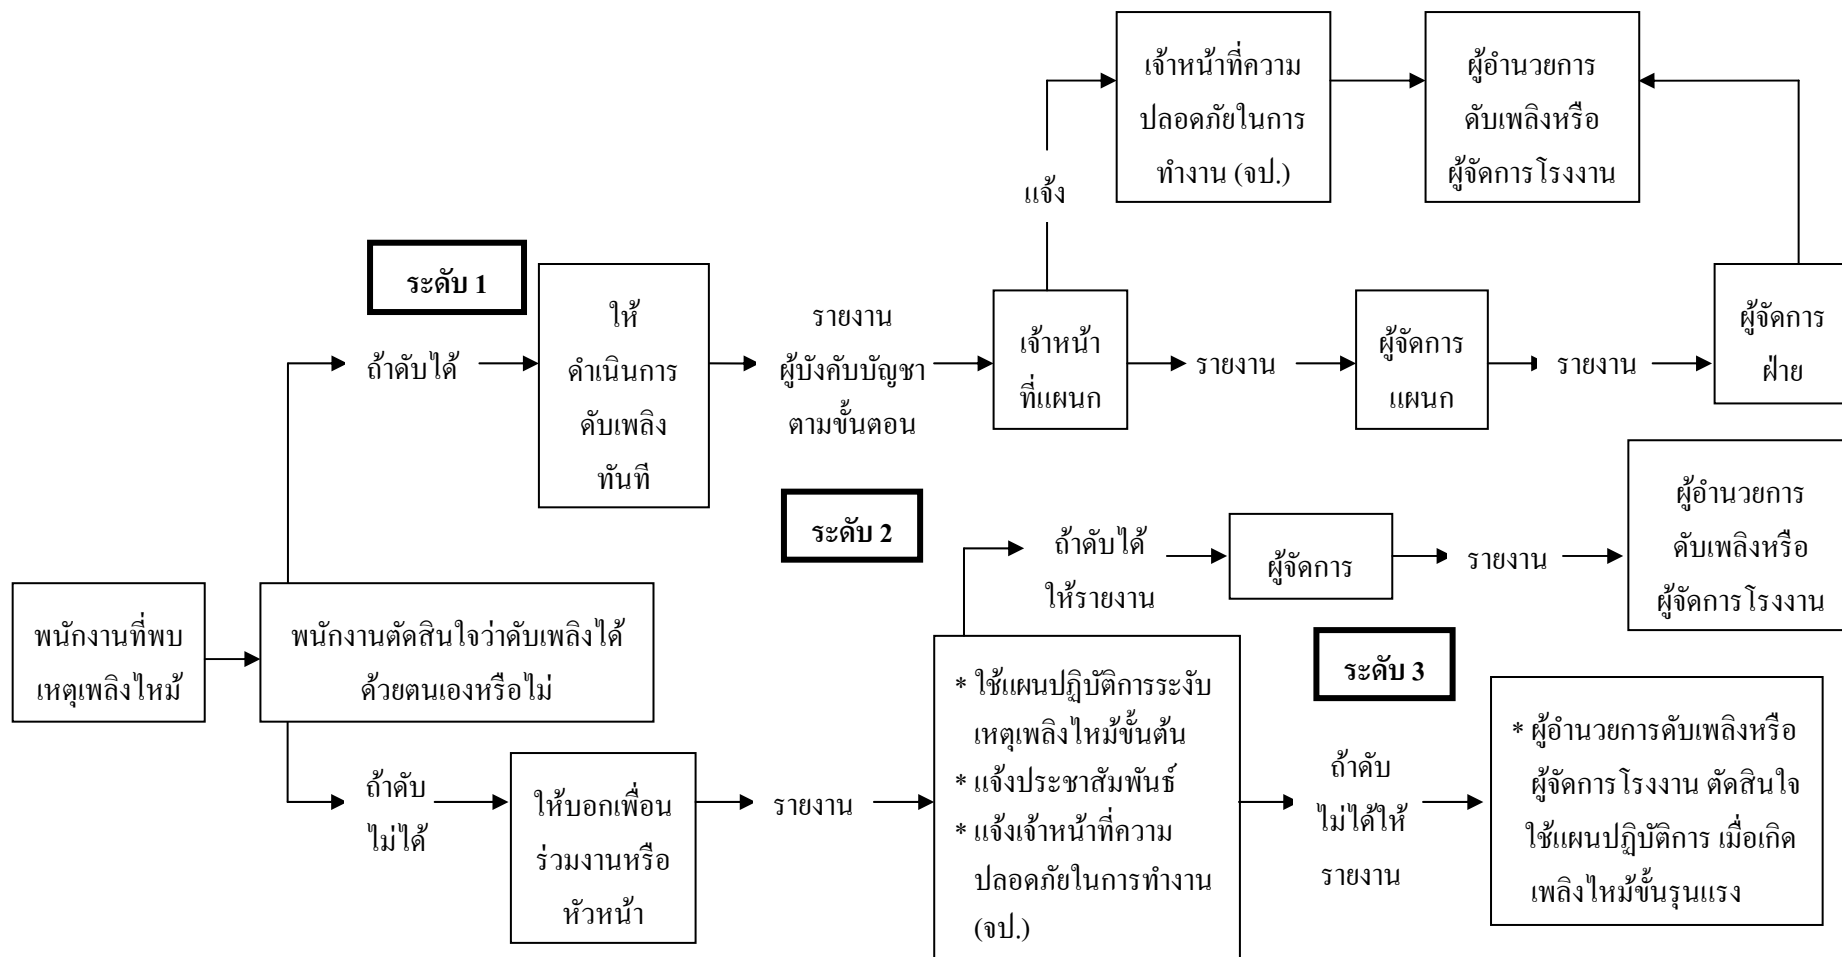 เจ้าหน้าที่ความ
ปลอดภัยในการ
ทำงาน (จป.)
ผู้อำนวยการ
ดับเพลิงหรือ
ผู้จัดการโรงงาน
แจ้ง
ระดับ 1
ถ้าดับได้
ให้
ดำเนินการ
ดับเพลิง
ทันที
รายงาน
ผู้บังคับบัญชา
ตามขั้นตอน
เจ้าหน้า
ที่แผนก
รายงาน
ผู้จัดการ
แผนก
รายงาน
ผู้จัดการ
ฝ่าย
พนักงานที่พบ
เหตุเพลิงไหม้
พนักงานตัดสินใจว่าดับเพลิงได้
ด้วยตนเองหรือไม่
ระดับ 2
ถ้าดับได้
ให้รายงาน
ผู้จัดการ
รายงาน
ผู้อำนวยการ
ดับเพลิงหรือ
ผู้จัดการโรงงาน
ถ้าดับ
ไม่ได้
ให้บอกเพื่อน
ร่วมงานหรือ
หัวหน้า
รายงาน
* ใช้แผนปฏิบัติการระงับ
เหตุเพลิงไหม้ขั้นต้น
* แจ้งประชาสัมพันธ์
* แจ้งเจ้าหน้าที่ความ
ปลอดภัยในการทำงาน
(จป.)
ระดับ 3
ถ้าดับ
ไม่ได้ให้
รายงาน
* ผู้อำนวยการดับเพลิงหรือ
ผู้จัดการโรงงาน ตัดสินใจ
ใช้แผนปฏิบัติการ เมื่อเกิด
เพลิงไหม้ขั้นรุนแรง